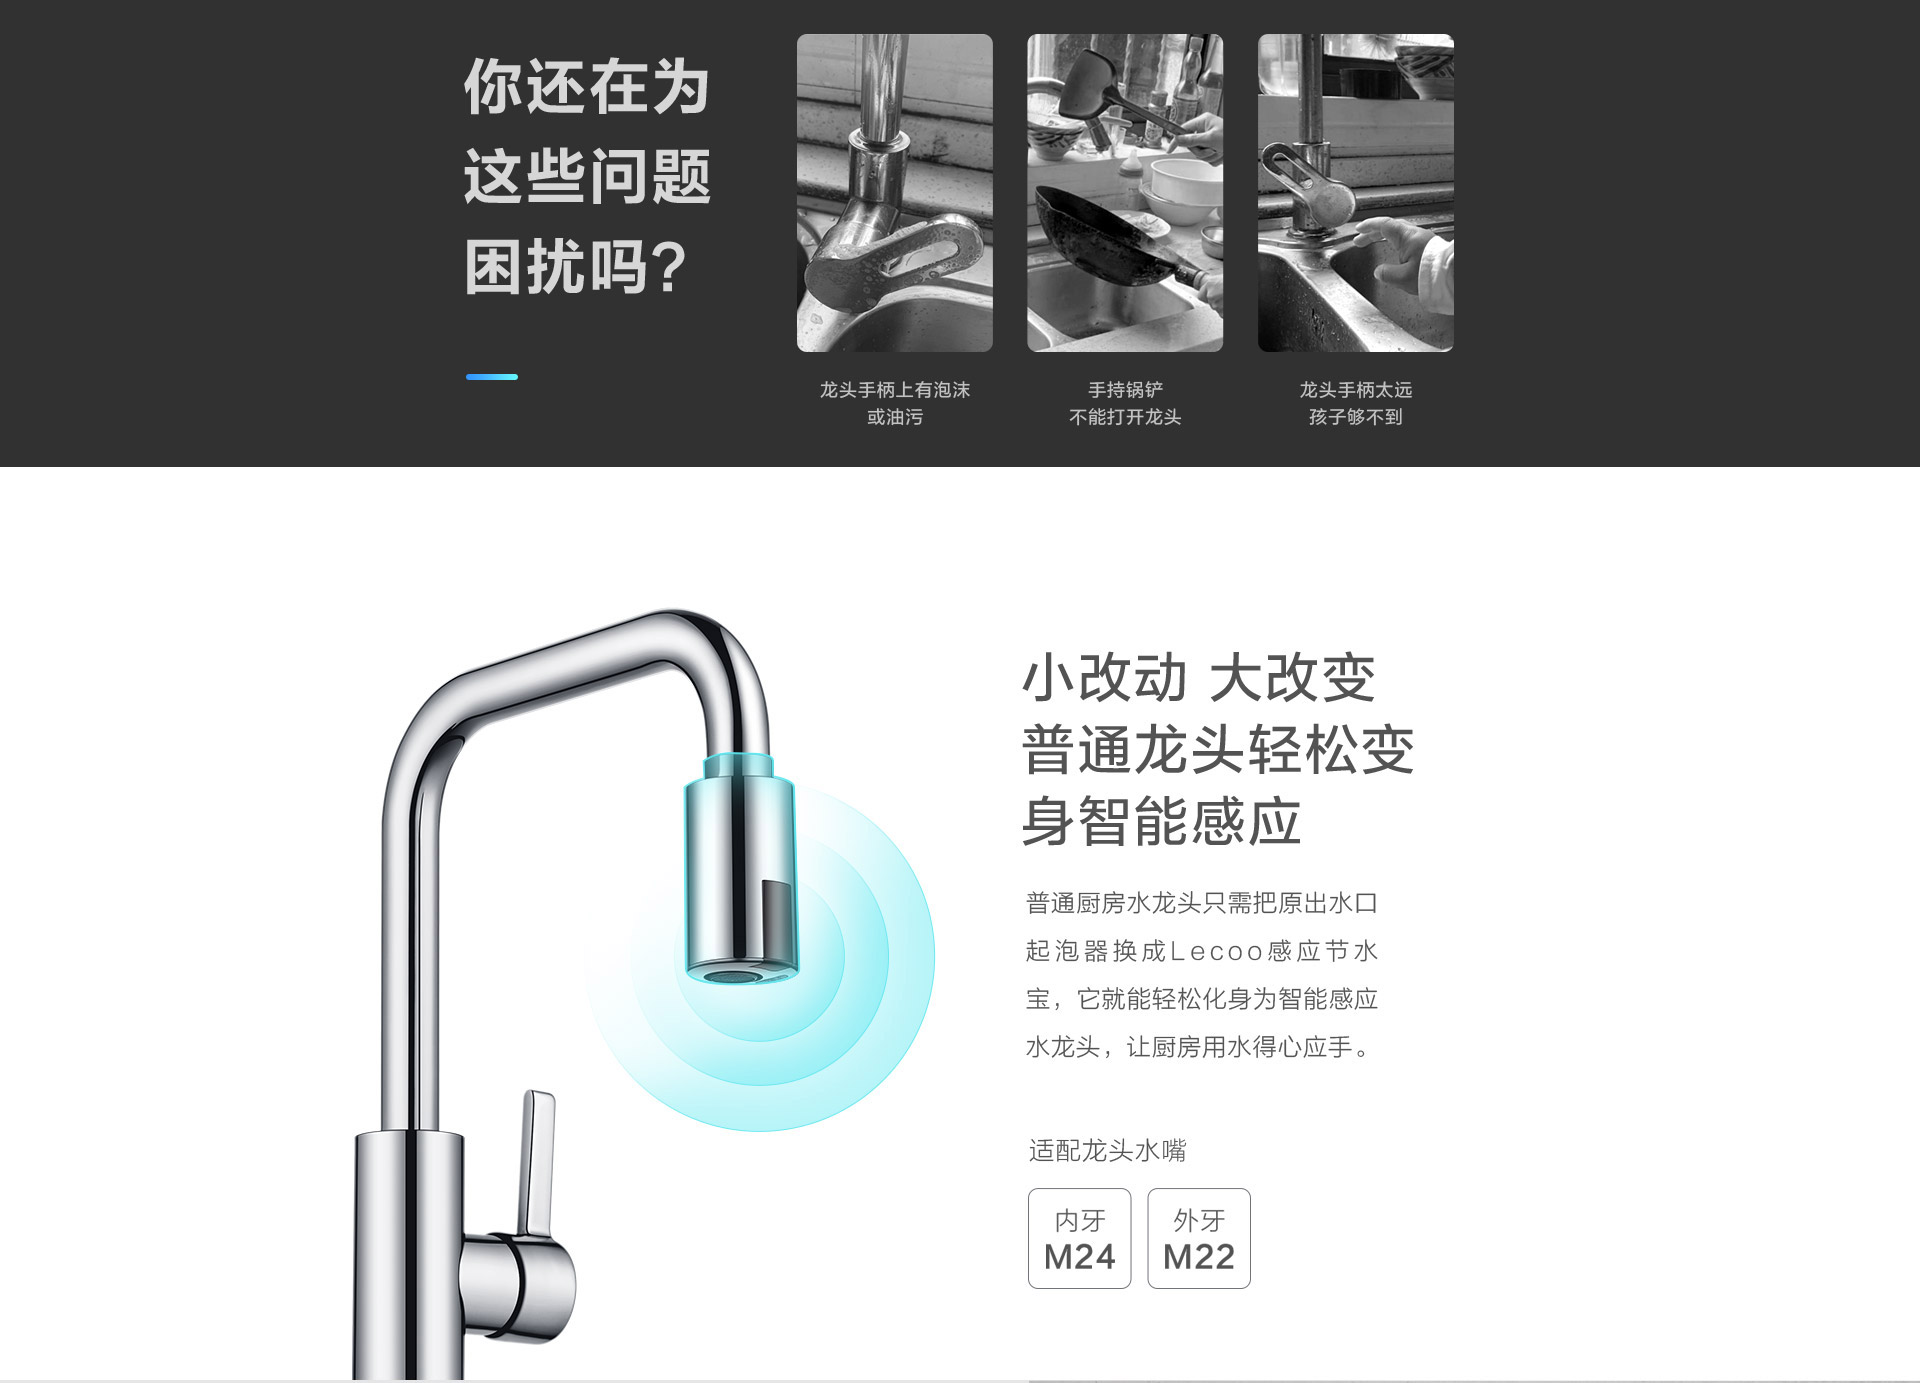 你还在为
这些问题
困扰吗?
龙头手柄上有泡沫
或油污
手持锅铲
不能打开龙头
龙头手柄太远
孩子够不到
小改动 大改变
普通龙头轻松变
身智能感应
普通厨房水龙头只需把原出水口
起泡器换成Lecoo感应节水
宝，它就能轻松化身为智能感应
水龙头，让厨房用水得心应手。
适配龙头水嘴
内牙
M24
外牙
M22